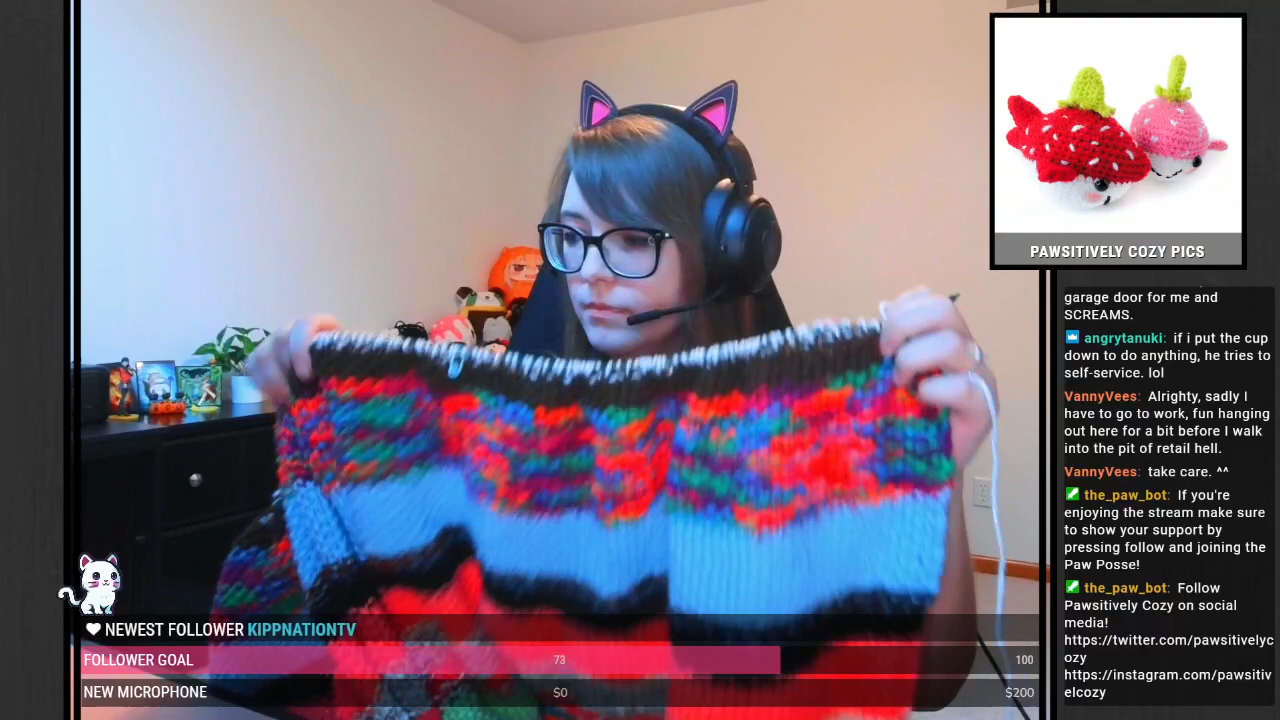 PAWSITIVELY COZY PICS
garage door for me and
SCREAMS.
angrytanuki: if i put the cup
down to do anything, he tries to
self-service. lol
VannyVees: Alrighty, sadly I
have to go to work, fun hanging
out here for a bit before I walk
into the pit of retail hell.
VannyVees: take care. ^^
the_paw_bot: If you're
enjoying the stream make sure
to show your support by
pressing follow and joining the
Paw Posse!
the_paw_bot: Follow
Pawsitively Cozy on social
media!
https://twitter.com/pawsitivelyc
ozy
https://instagram.com/pawsitiv
elcozy
NEWEST FOLLOWER KIPPNATIONTV
FOLLOWER GOAL 73 100
NEW MICROPHONE $0 $200